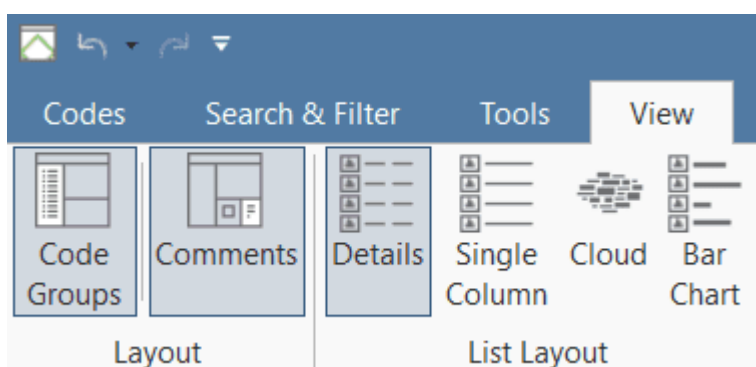 Codes Search & Filter Tools View
Code Groups Comments Details Single Column Cloud Bar Chart
Layout List Layout